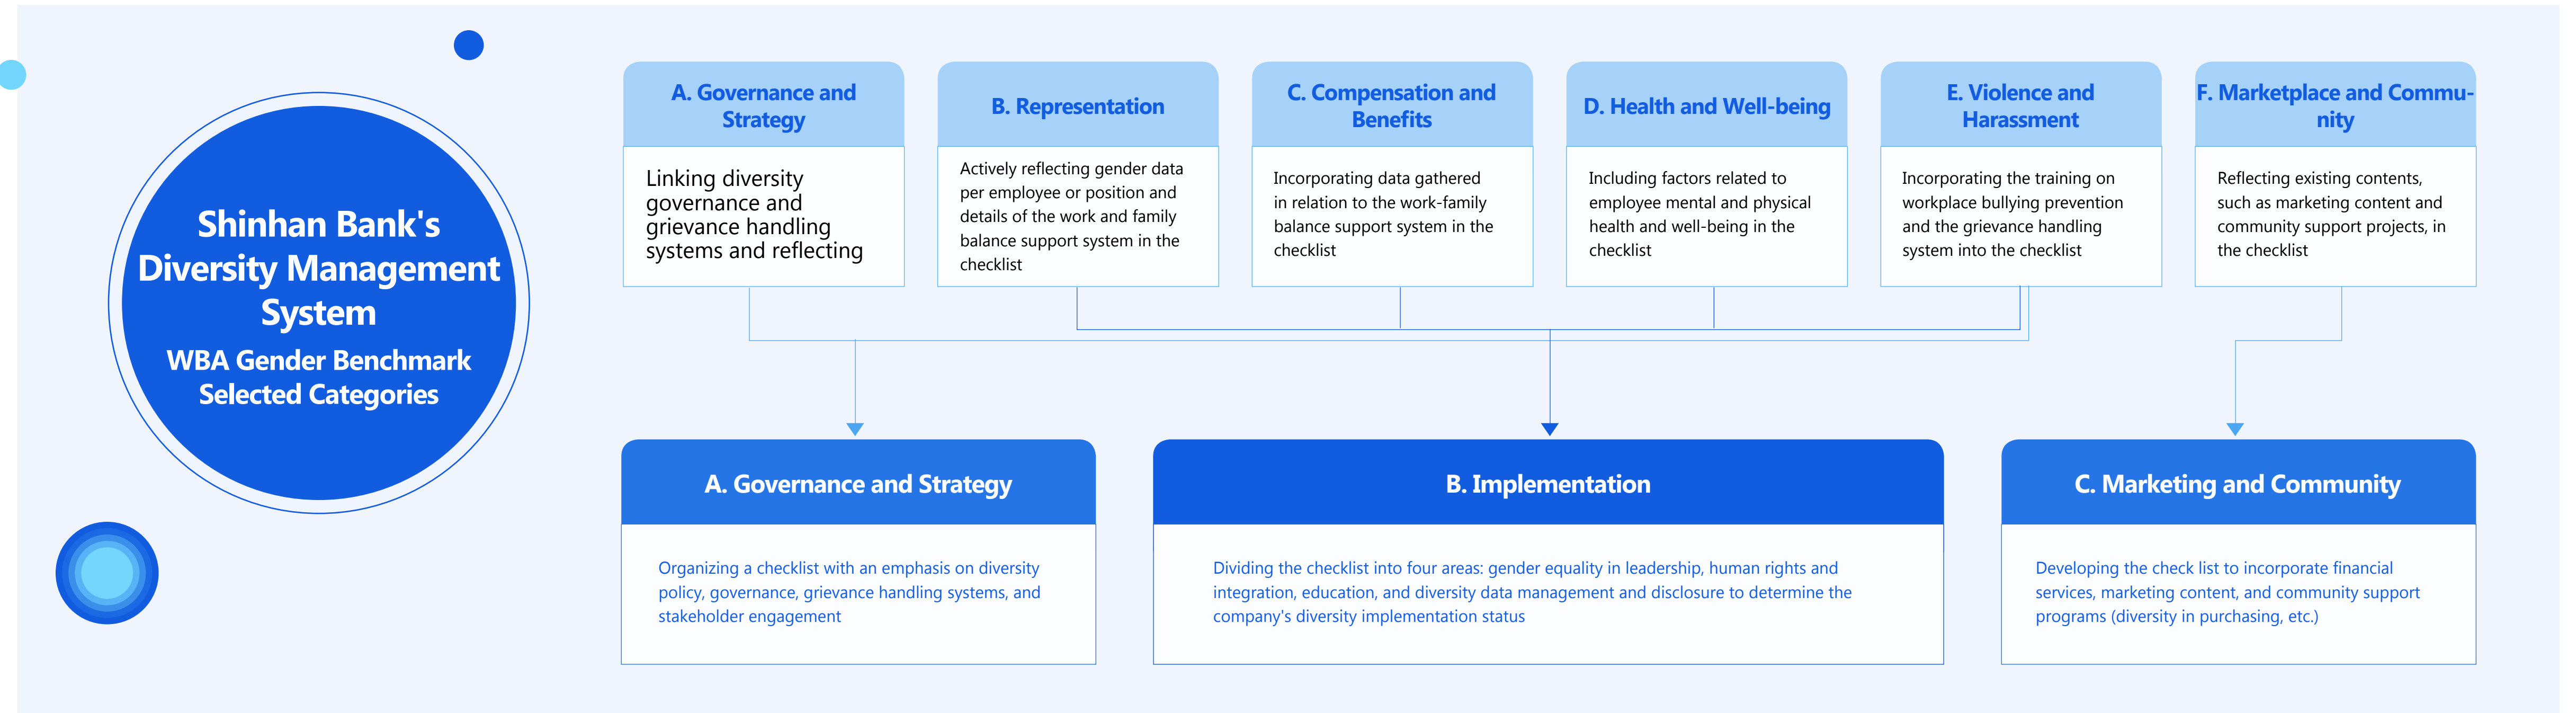 Shinhan Bank's
Diversity Management
System
WBA Gender Benchmark
Selected Categories
A. Governance and
Strategy
Linking diversity
governance and
grievance handling
systems and reflecting
B. Representation
Actively reflecting gender data
per employee or position and
details of the work and family
balance support system in the
checklist
C. Compensation and
Benefits
Incorporating data gathered
in relation to the work-family
balance support system in the
checklist
D. Health and Well-being
Including factors related to
employee mental and physical
health and well-being in the
checklist
E. Violence and
Harassment
Incorporating the training on
workplace bullying prevention
and the grievance handling
system into the checklist
F. Marketplace and Commu-
nity
Reflecting existing contents,
such as marketing content and
community support projects, in
the checklist
A. Governance and Strategy
Organizing a checklist with an emphasis on diversity
policy, governance, grievance handling systems, and
stakeholder engagement
B. Implementation
Dividing the checklist into four areas: gender equality in leadership, human rights and
integration, education, and diversity data management and disclosure to determine the
company's diversity implementation status
C. Marketing and Community
Developing the check list to incorporate financial
services, marketing content, and community support
programs (diversity in purchasing, etc.)